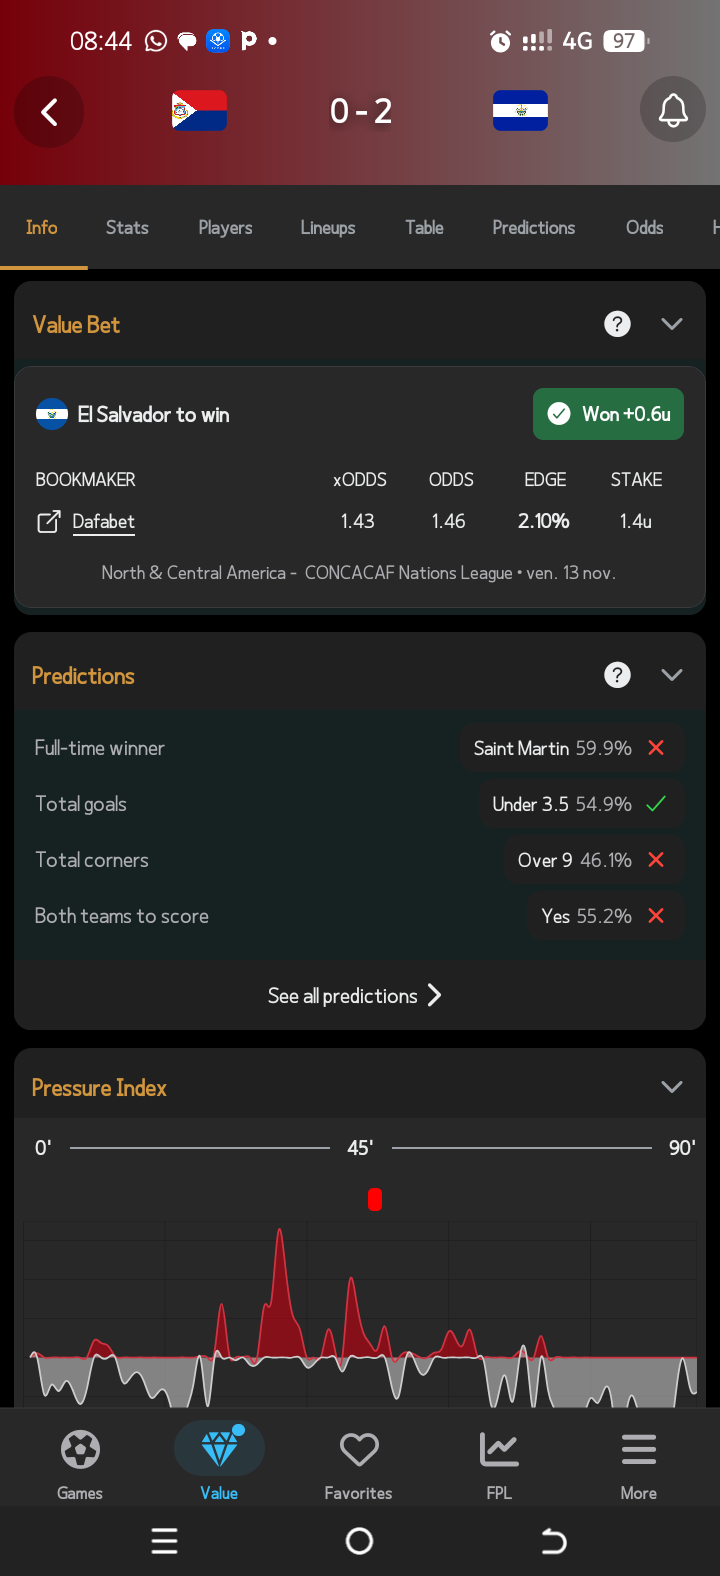 08:44 4G 97
0 - 2
Info Stats Players Lineups Table Predictions Odds H
Value Bet ?
El Salvador to win Won +0.6u
BOOKMAKER xODDS ODDS EDGE STAKE
Dafabet 1.43 1.46 2.10% 1.4u
North & Central America - CONCACAF Nations League • ven. 13 nov.
Predictions ?
Full-time winner Saint Martin 59.9%
Total goals Under 3.5 54.9%
Total corners Over 9 46.1%
Both teams to score Yes 55.2%
See all predictions
Pressure Index
0' 45' 90'
Games Value Favorites FPL More